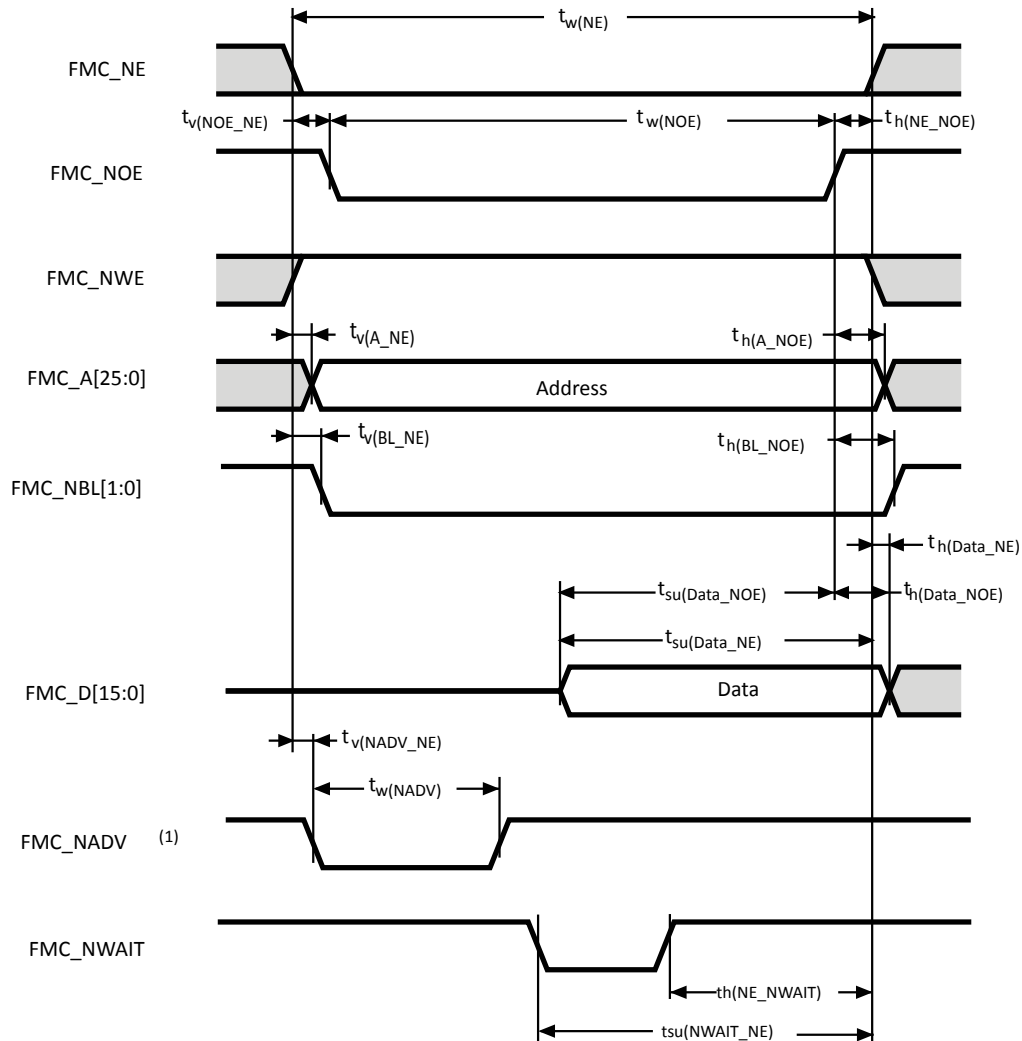 tw(NE)
FMC_NE
tv(NOE_NE)
tw(NOE)
th(NE_NOE)
FMC_NOE
FMC_NWE
tv(A_NE)
th(A_NOE)
FMC_A[25:0]
Address
tv(BL_NE)
th(BL_NOE)
FMC_NBL[1:0]
th(Data_NE)
tsu(Data_NOE)
th(Data_NOE)
tsu(Data_NE)
FMC_D[15:0]
Data
tv(NADV_NE)
tw(NADV)
FMC_NADV (1)
FMC_NWAIT
th(NE_NWAIT)
tsu(NWAIT_NE)